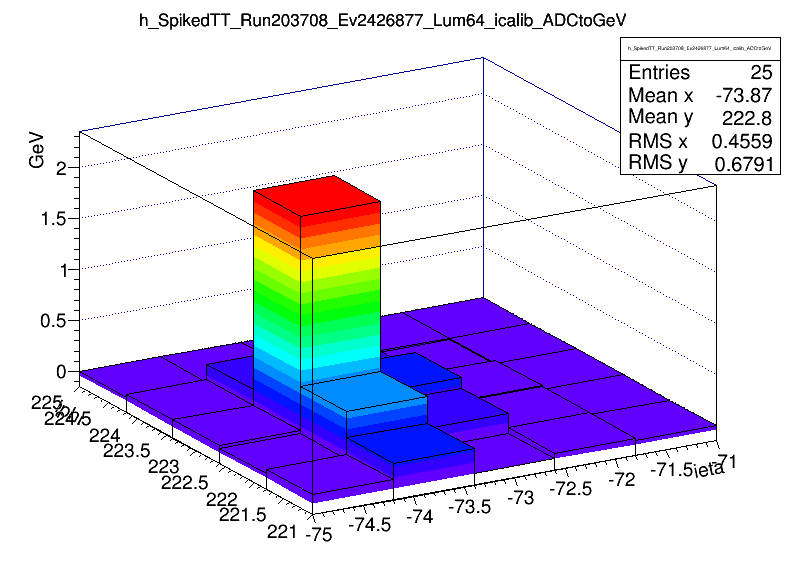 h_SpikedTT_Run203708_Ev2426877_Lum64_icalib_ADCtoGeV
h_SpikedTT_Run203708_Ev2426877_Lum64_icalib_ADCtoGeV
Entries 25
Mean x -73.87
Mean y 222.8
RMS x 0.4559
RMS y 0.6791
GeV
2
1.5
1
0.5
0
225
224.5
224
223.5
223
222.5
222
221.5
221
-75
-74.5
-74
-73.5
-73
-72.5
-72
-71.5
-71
ieta